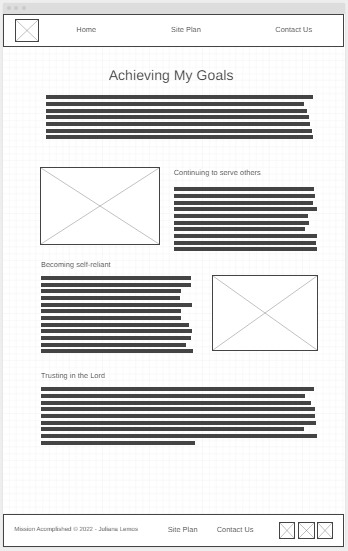 Home
Site Plan
Contact Us
Achieving My Goals
Continuing to serve others
Becoming self-reliant
Trusting in the Lord
Mission Acomplished © 2022 - Juliana Lemos
Site Plan
Contact Us